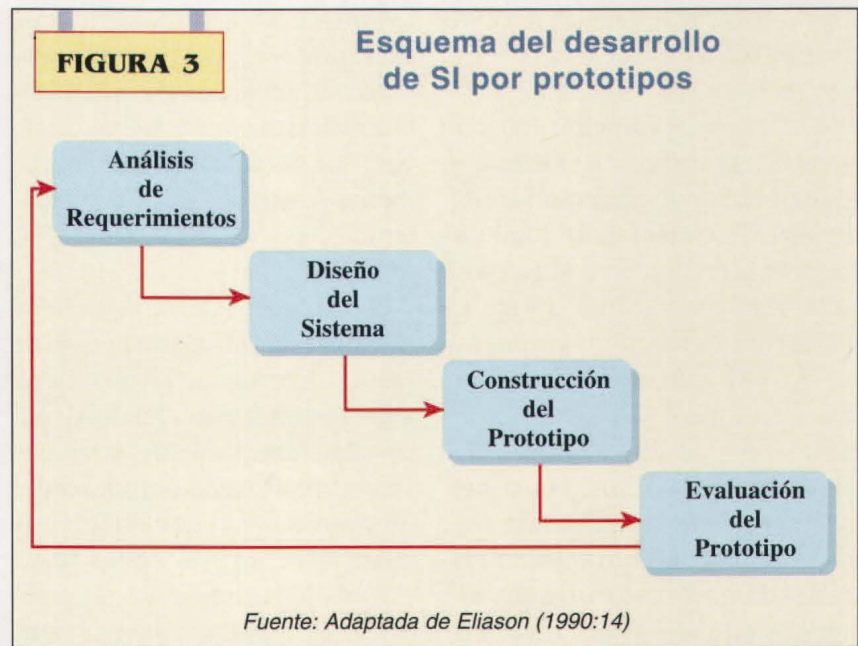 FIGURA 3
Esquema del desarrollo
de SI por prototipos
Análisis
de
Requerimientos
Diseño
del
Sistema
Construcción
del
Prototipo
Evaluación
del
Prototipo
Fuente: Adaptada de Eliason (1990:14)